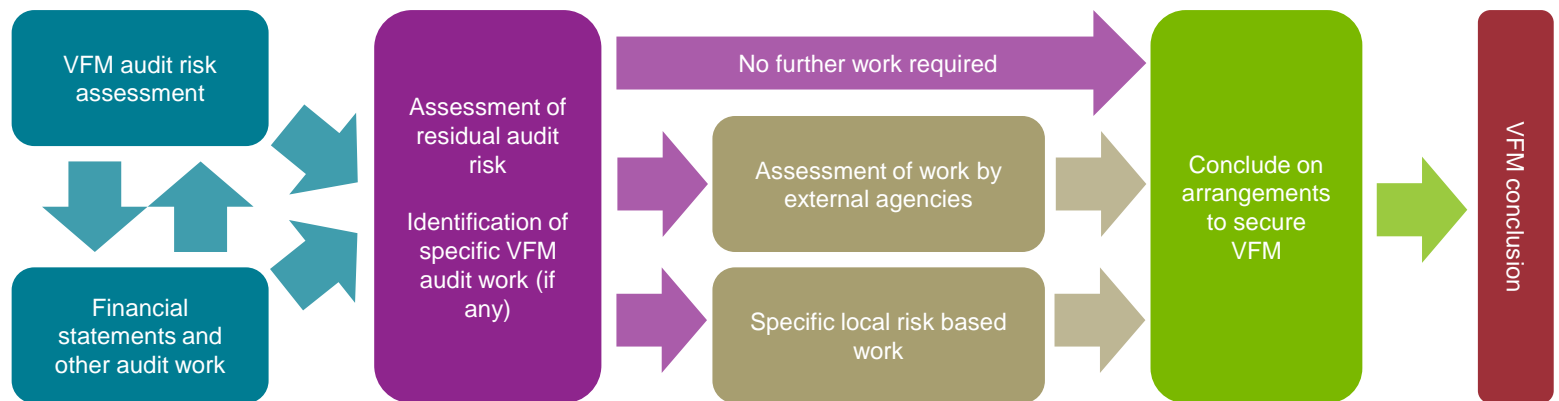 VFM audit risk
assessment
Financial
statements and
other audit work
Assessment of
residual audit
risk
Identification of
specific VFM
audit work (if
any)
No further work required
Assessment of work by
external agencies
Specific local risk based
work
Conclude on
arrangements
to secure
VFM
VFM conclusion